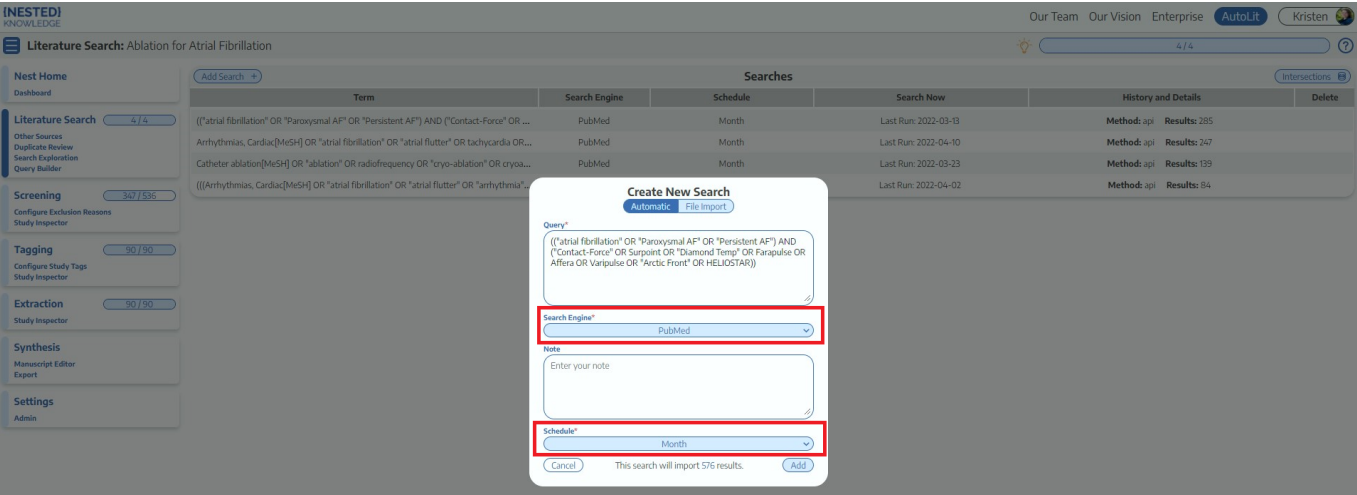 {NESTED}
KNOWLEDGE
Our Team Our Vision Enterprise AutoLit Kristen
Literature Search: Ablation for Atrial Fibrillation
4/4
?
Nest Home
Dashboard
Literature Search 4/4
Other Sources
Duplicate Review
Search Exploration
Query Builder
Screening 347/536
Configure Exclusion Reasons
Study Inspector
Tagging 90/90
Configure Study Tags
Study Inspector
Extraction 90/90
Study Inspector
Synthesis
Manuscript Editor
Export
Settings
Admin
Add Search +
Searches
Intersections
Term Search Engine Schedule Search Now History and Details Delete
(("atrial fibrillation" OR "Paroxysmal AF" OR "Persistent AF") AND ("Contact-Force" OR ... PubMed Month Last Run: 2022-03-13 Method: api Results: 285
Arrhythmias, Cardiac[MeSH] OR "atrial fibrillation" OR "atrial flutter" OR tachycardia OR... PubMed Month Last Run: 2022-04-10 Method: api Results: 247
Catheter ablation[MeSH] OR "ablation" OR radiofrequency OR "cryo-ablation" OR cryoa... PubMed Month Last Run: 2022-03-23 Method: api Results: 139
(((Arrhythmias, Cardiac[MeSH] OR "atrial fibrillation" OR "atrial flutter" OR "arrhythmia"... Last Run: 2022-04-02 Method: api Results: 84
Create New Search
Automatic File Import
Query*
(("atrial fibrillation" OR "Paroxysmal AF" OR "Persistent AF") AND
("Contact-Force" OR Surpoint OR "Diamond Temp" OR Farapulse OR
Affera OR Varipulse OR "Arctic Front" OR HELIOSTAR))
Search Engine*
PubMed
Note
Enter your note
Schedule*
Month
Cancel This search will import 576 results. Add